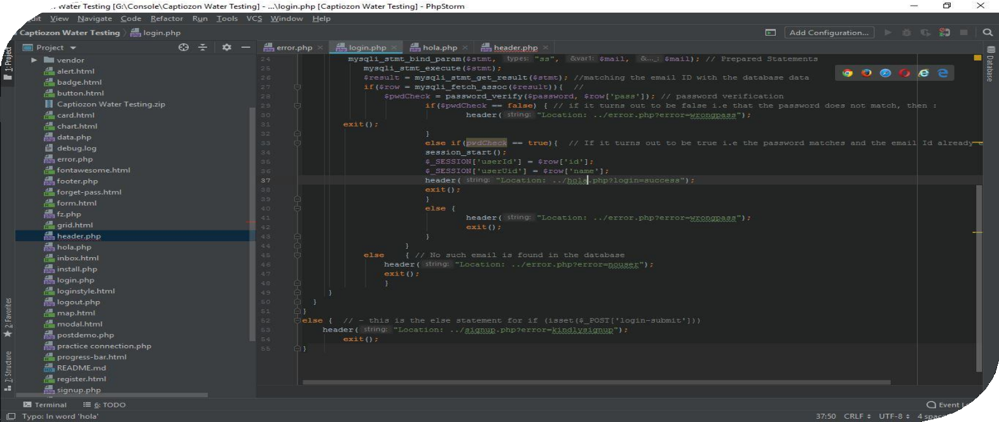 . Water Testing [G:\Console\Captiozon Water Testing] - ...\login.php [Captiozon Water Testing] - PhpStorm
View Navigate Code Refactor Run Tools VCS Window Help
Captiozon Water Testing login.php Add Configuration...
Project error.php login.php hola.php header.php
1: Project
Database
2: Favorites
Z: Structure
vendor
alert.html
badge.html
button.html
Captiozon Water Testing.zip
card.html
chart.html
data.php
debug.log
error.php
fontawesome.html
footer.php
forget-pass.html
form.html
fz.php
grid.html
header.php
hola.php
inbox.html
install.php
login.php
loginstyle.html
logout.php
map.html
modal.html
postdemo.php
practice connection.php
progress-bar.html
README.md
register.html
signup.php
24 mysqli_stmt_bind_param($stmt, types: "ss", &var1: $mail, &..._: $mail); // Prepared Statements
25 mysqli_stmt_execute($stmt);
26 $result = mysqli_stmt_get_result($stmt); //matching the email ID with the database data
27 if($row = mysqli_fetch_assoc($result)){ //
28 $pwdCheck = password_verify($password, $row['pass']); // password verification
29 if($pwdCheck == false) { // if it turns out to be false i.e that the password does not match, then :
30 header( string: "Location: ../error.php?error=wrongpass");
31 exit();
32 }
33 else if(pwdCheck == true){ // If it turns out to be true i.e the password matches and the email Id already
34 session_start();
35 $_SESSION['userId'] = $row['id'];
36 $_SESSION['userUid'] = $row['name'];
37 header( string: "Location: ../hola.php?login=success");
38 exit();
39 }
40 else {
41 header( string: "Location: ../error.php?error=wrongpass");
42 exit();
43 }
44 }
45 else { // No such email is found in the database
46 header( string: "Location: ../error.php?error=nouser");
47 exit();
48 }
49 }
50 }
51 }
52 else { // - this is the else statement for if (isset($_POST['login-submit']))
53 header( string: "Location: ../signup.php?error=kindlysignup");
54 exit();
55 }
Terminal 6: TODO Event
Typo: In word 'hola' 37:50 CRLF UTF-8 4